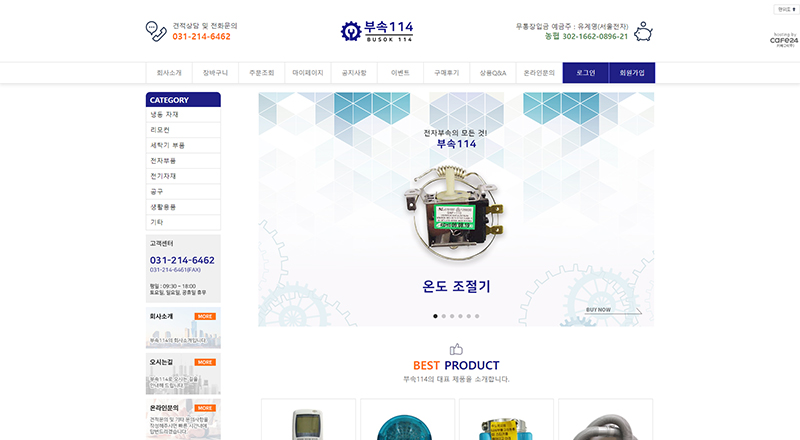 맨위로
견적상담 및 전화문의
031-214-6462
부속114
BUSOK 114
무통장입금 예금주 : 유계영(서울전자)
농협 302-1662-0896-21
hosting by
cafe24
회사소개
장바구니
주문조회
마이페이지
공지사항
이벤트
구매후기
상품Q&A
온라인문의
로그인
회원가입
CATEGORY
냉동 자재
리모컨
세탁기 부품
전자부품
전기자재
공구
생활용품
기타
고객센터
031-214-6462
031-214-6461(FAX)
평일 : 09:30 ~ 18:00
토요일, 일요일, 공휴일 휴무
회사소개
MORE
부속114의 회사소개입니다
오시는길
MORE
부속114로 오시는 길을
안내해 드립니다
온라인문의
MORE
견적문의 및 기타 문의사항을
작성해주시면 빠른 시간내에
답변드리겠습니다.
전자부속의 모든 것!
부속114
온도 조절기
BUY NOW
BEST PRODUCT
부속114의 대표 제품을 소개합니다.